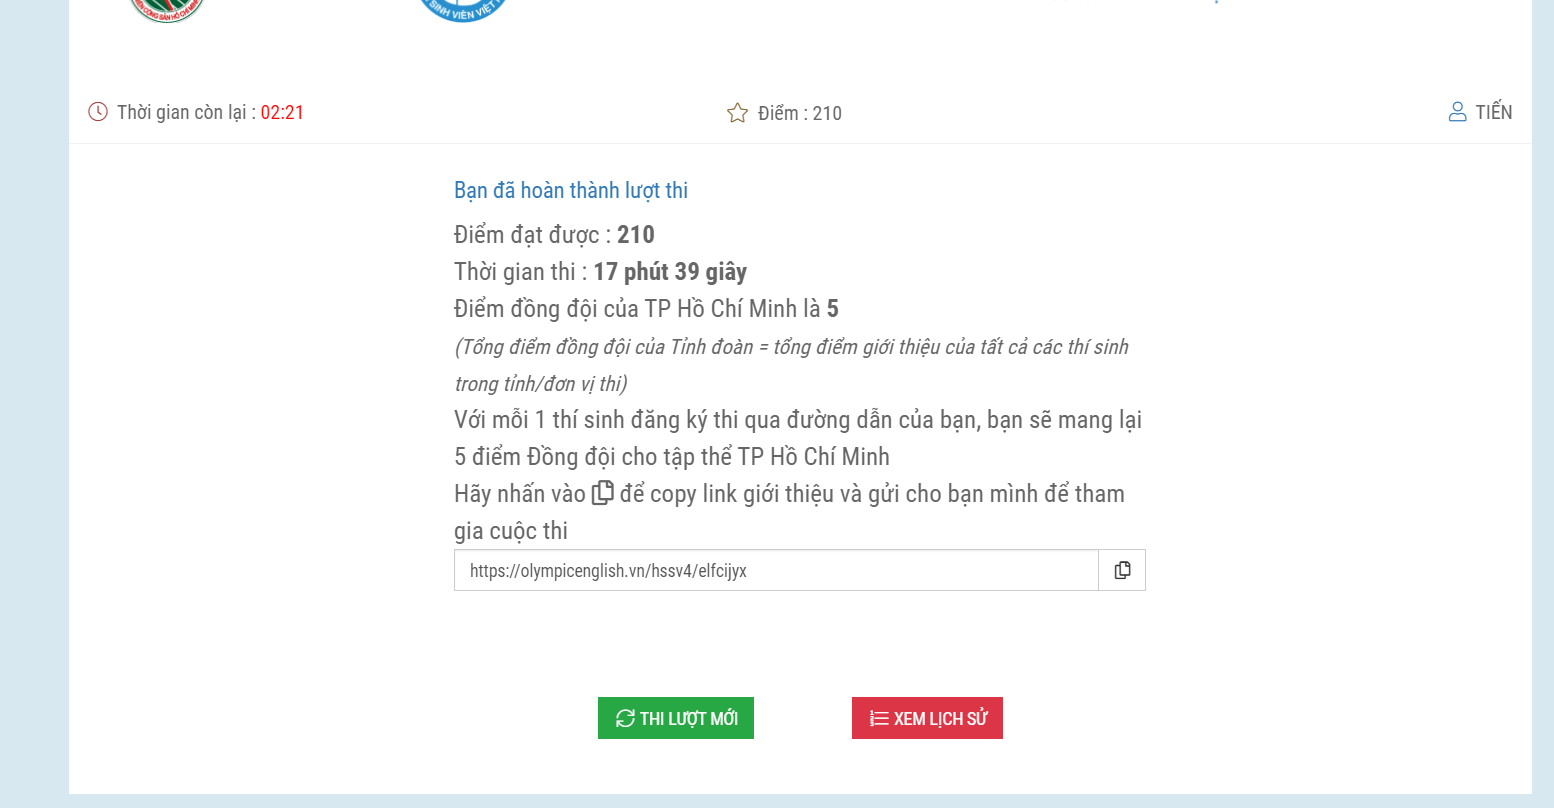 SINH VIÊN VIỆT
Thời gian còn lại : 02:21
Điểm : 210
TIẾN
Bạn đã hoàn thành lượt thi
Điểm đạt được : 210
Thời gian thi : 17 phút 39 giây
Điểm đồng đội của TP Hồ Chí Minh là 5
(Tổng điểm đồng đội của Tỉnh đoàn = tổng điểm giới thiệu của tất cả các thí sinh
trong tỉnh/đơn vị thi)
Với mỗi 1 thí sinh đăng ký thi qua đường dẫn của bạn, bạn sẽ mang lại
5 điểm Đồng đội cho tập thể TP Hồ Chí Minh
Hãy nhấn vào để copy link giới thiệu và gửi cho bạn mình để tham
gia cuộc thi
https://olympicenglish.vn/hssv4/elfcijyx
THI LƯỢT MỚI
XEM LỊCH SỬ